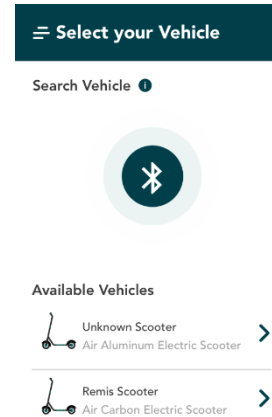 Select your Vehicle
Search Vehicle
Available Vehicles
Unknown Scooter
Air Aluminum Electric Scooter
Remis Scooter
Air Carbon Electric Scooter